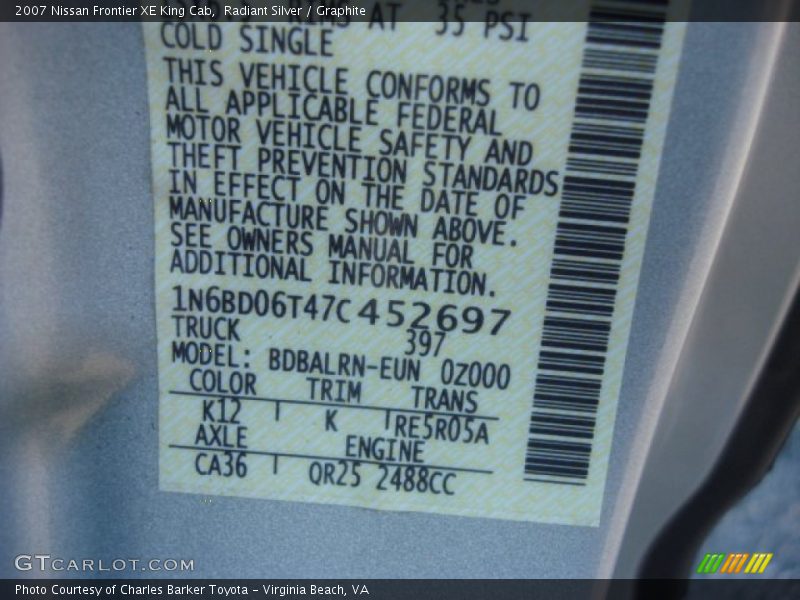 2007 Nissan Frontier XE King Cab, Radiant Silver / Graphite
AT 35 PSI
COLD SINGLE
THIS VEHICLE CONFORMS TO
ALL APPLICABLE FEDERAL
MOTOR VEHICLE SAFETY AND
THEFT PREVENTION STANDARDS
IN EFFECT ON THE DATE OF
MANUFACTURE SHOWN ABOVE.
SEE OWNERS MANUAL FOR
ADDITIONAL INFORMATION.
1N6BD06T47C452697
TRUCK 397
MODEL: BDBALRN-EUN 0Z000
COLOR TRIM TRANS
K12 K RE5R05A
AXLE ENGINE
CA36 QR25 2488CC
GTCARLOT.COM
Photo Courtesy of Charles Barker Toyota - Virginia Beach, VA